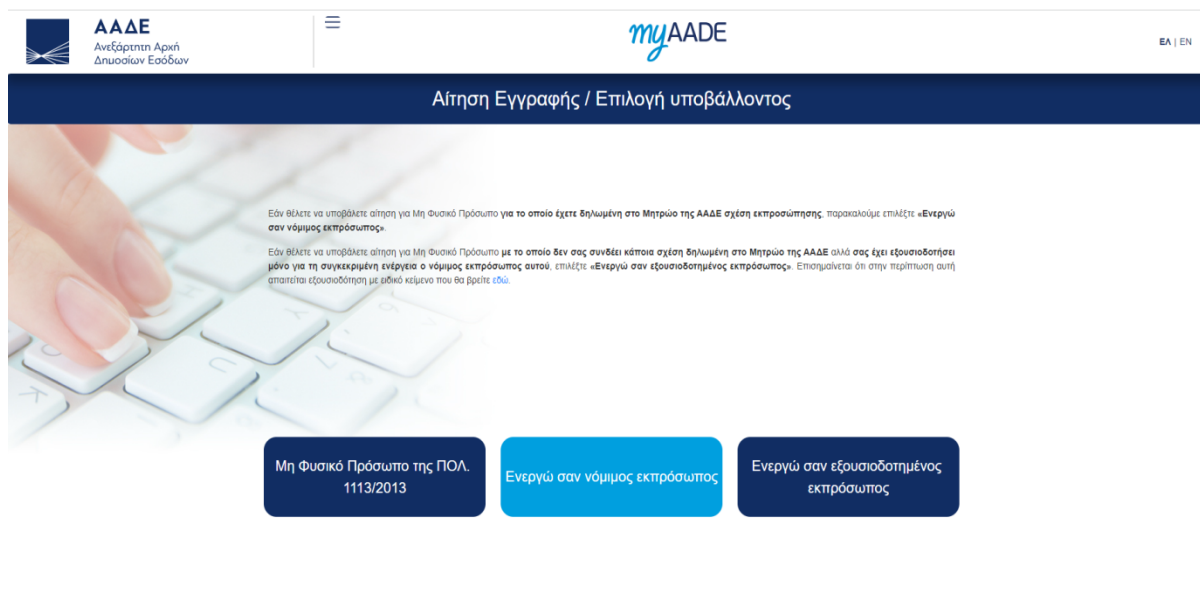 ΑΑΔΕ
Ανεξάρτητη Αρχή
Δημοσίων Εσόδων
myAADE
ΕΛ | EN
Αίτηση Εγγραφής / Επιλογή υποβάλλοντος
Εάν θέλετε να υποβάλετε αίτηση για Μη Φυσικό Πρόσωπο για το οποίο έχετε δηλωμένη στο Μητρώο της ΑΑΔΕ σχέση εκπροσώπησης, παρακαλούμε επιλέξτε «Ενεργώ
σαν νόμιμος εκπρόσωπος».
Εάν θέλετε να υποβάλετε αίτηση για Μη Φυσικό Πρόσωπο με το οποίο δεν σας συνδέει κάποια σχέση δηλωμένη στο Μητρώο της ΑΑΔΕ αλλά σας έχει εξουσιοδοτήσει
μόνο για τη συγκεκριμένη ενέργεια ο νόμιμος εκπρόσωπος αυτού, επιλέξτε «Ενεργώ σαν εξουσιοδοτημένος εκπρόσωπος». Επισημαίνεται ότι στην περίπτωση αυτή
απαιτείται εξουσιοδότηση με ειδικό κείμενο που θα βρείτε εδώ.
Μη Φυσικό Πρόσωπο της ΠΟΛ.
1113/2013
Ενεργώ σαν νόμιμος εκπρόσωπος
Ενεργώ σαν εξουσιοδοτημένος
εκπρόσωπος